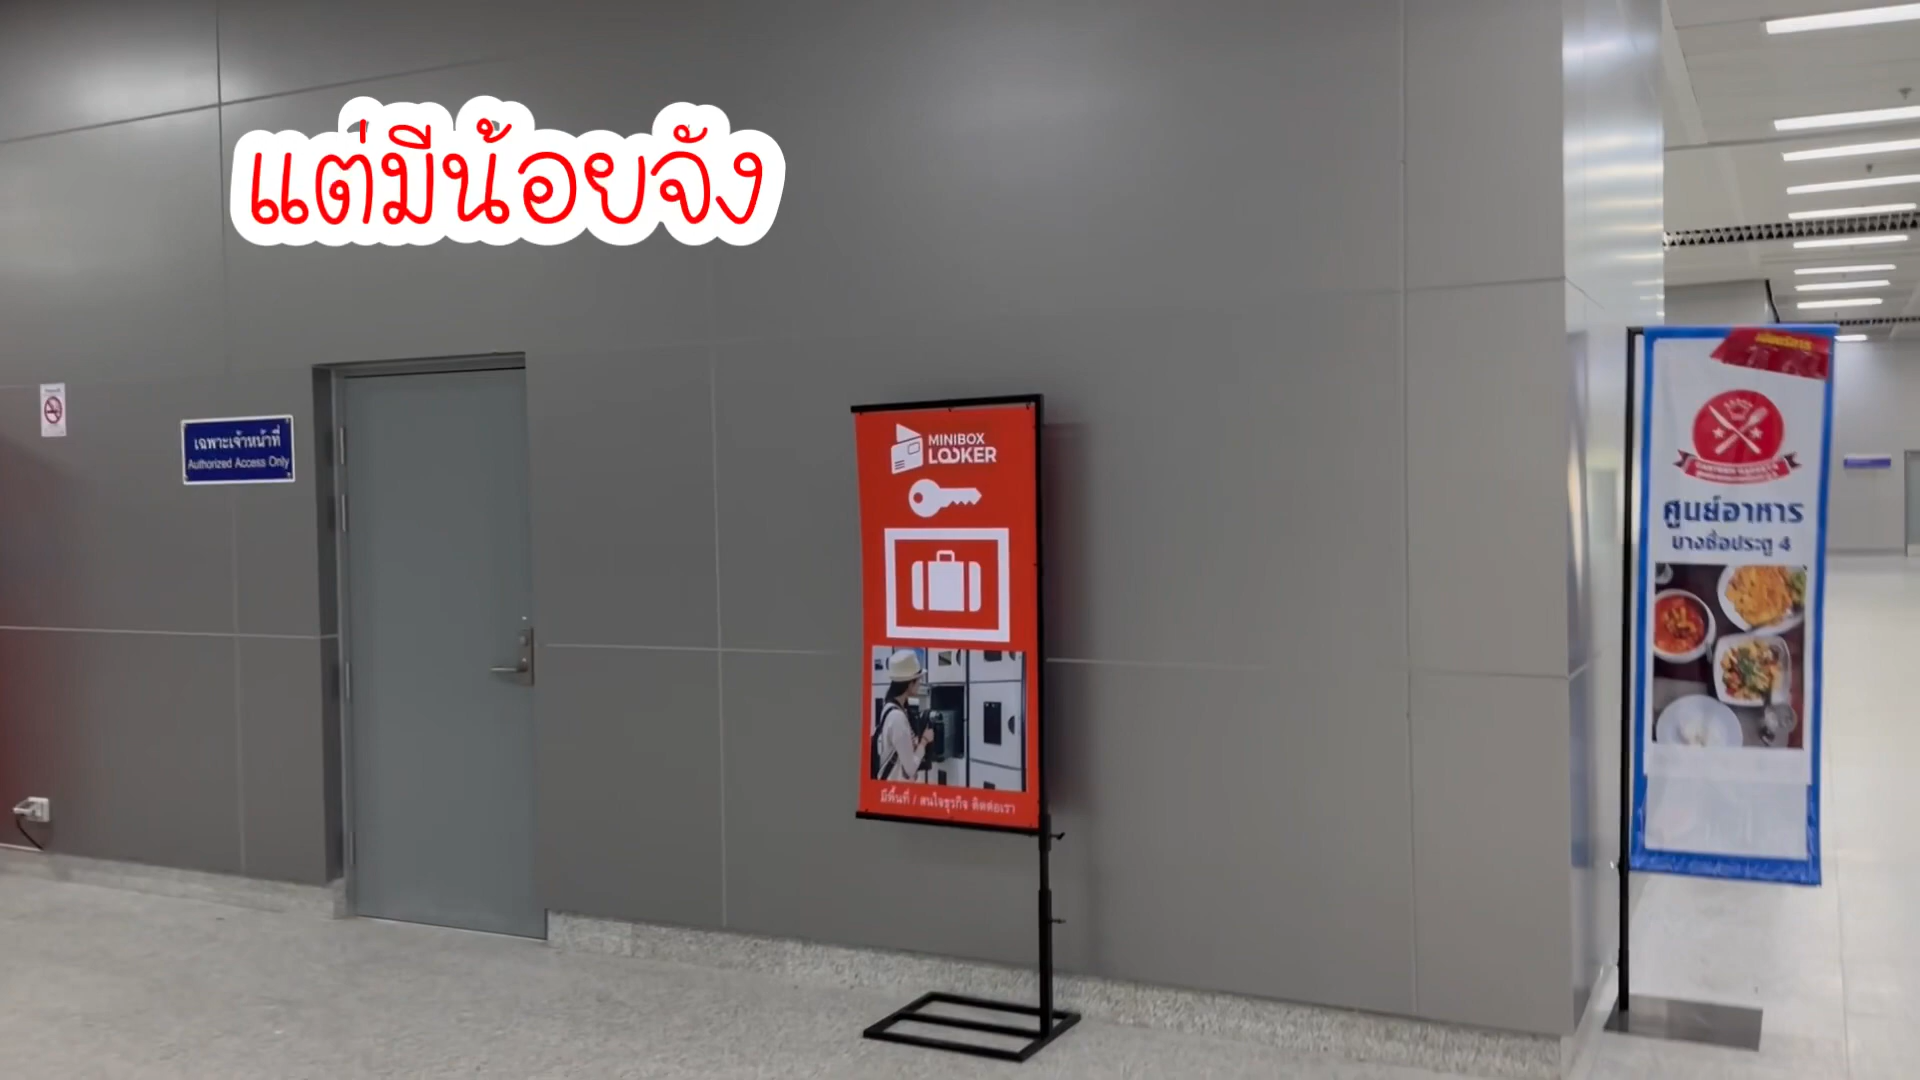 แต่มีน้อยจัง
เฉพาะเจ้าหน้าที่
Authorized Access Only
MINIBOX
LOOKER
มีพื้นที่ / สนใจธุรกิจ ติดต่อเรา
ศูนย์อาหาร
บางซื่อประตู 4